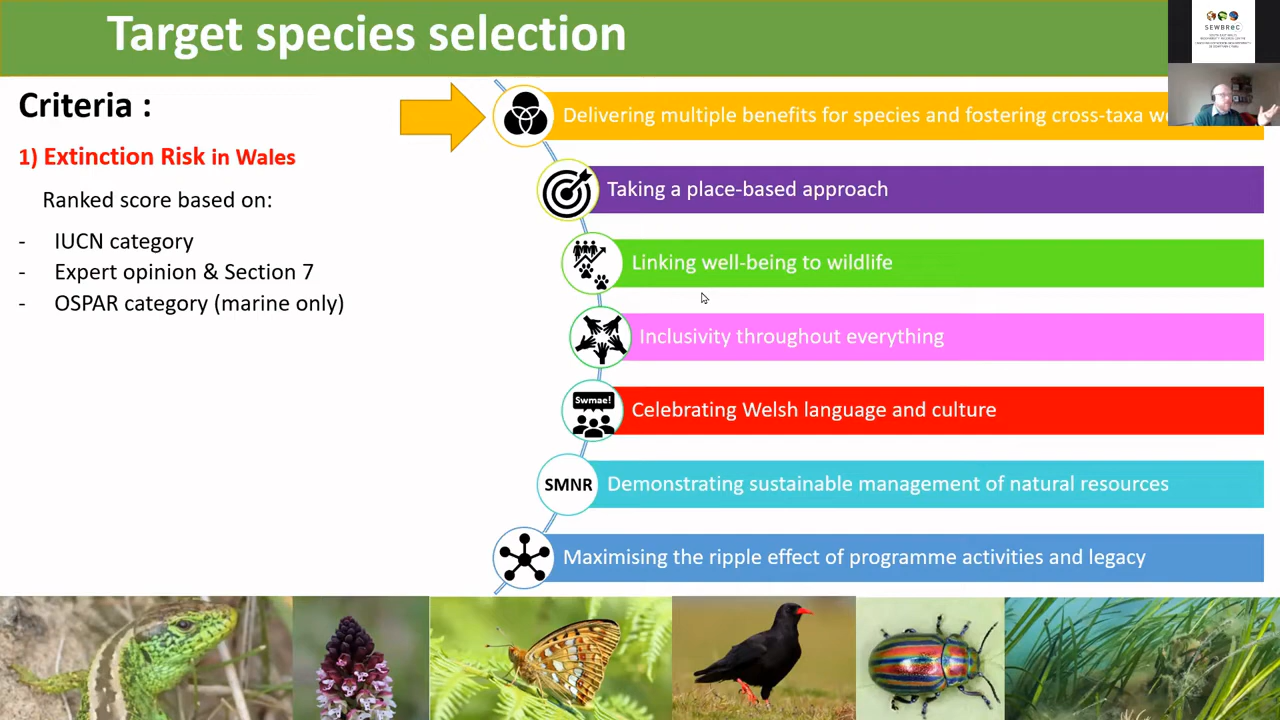 Target species selection
Criteria :
1) Extinction Risk in Wales
Ranked score based on:
- IUCN category
- Expert opinion & Section 7
- OSPAR category (marine only)
Delivering multiple benefits for species and fostering cross-taxa
Taking a place-based approach
Linking well-being to wildlife
Inclusivity throughout everything
Swmae!
Celebrating Welsh language and culture
SMNR
Demonstrating sustainable management of natural resources
Maximising the ripple effect of programme activities and legacy
SEWBReC